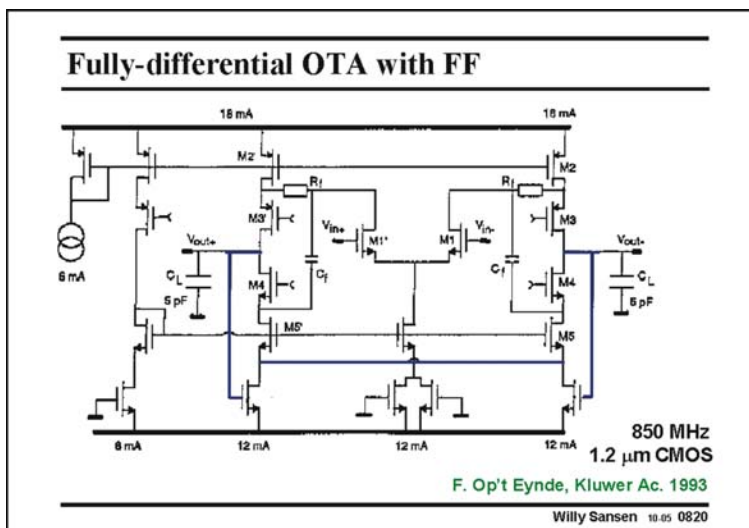 Fully-differential OTA with FF
18 mA
18 mA
M2'
M2
Rf
Rf
M3'
M3
Vin+
M1'
M1
Vin-
Vout+
Vout-
6 mA
CL
5 pF
M4
Cf
Cf
M4
CL
5 pF
M5'
M5
6 mA
12 mA
12 mA
12 mA
850 MHz
1.2 µm CMOS
F. Op't Eynde, Kluwer Ac. 1993
Willy Sansen 10-05 0820